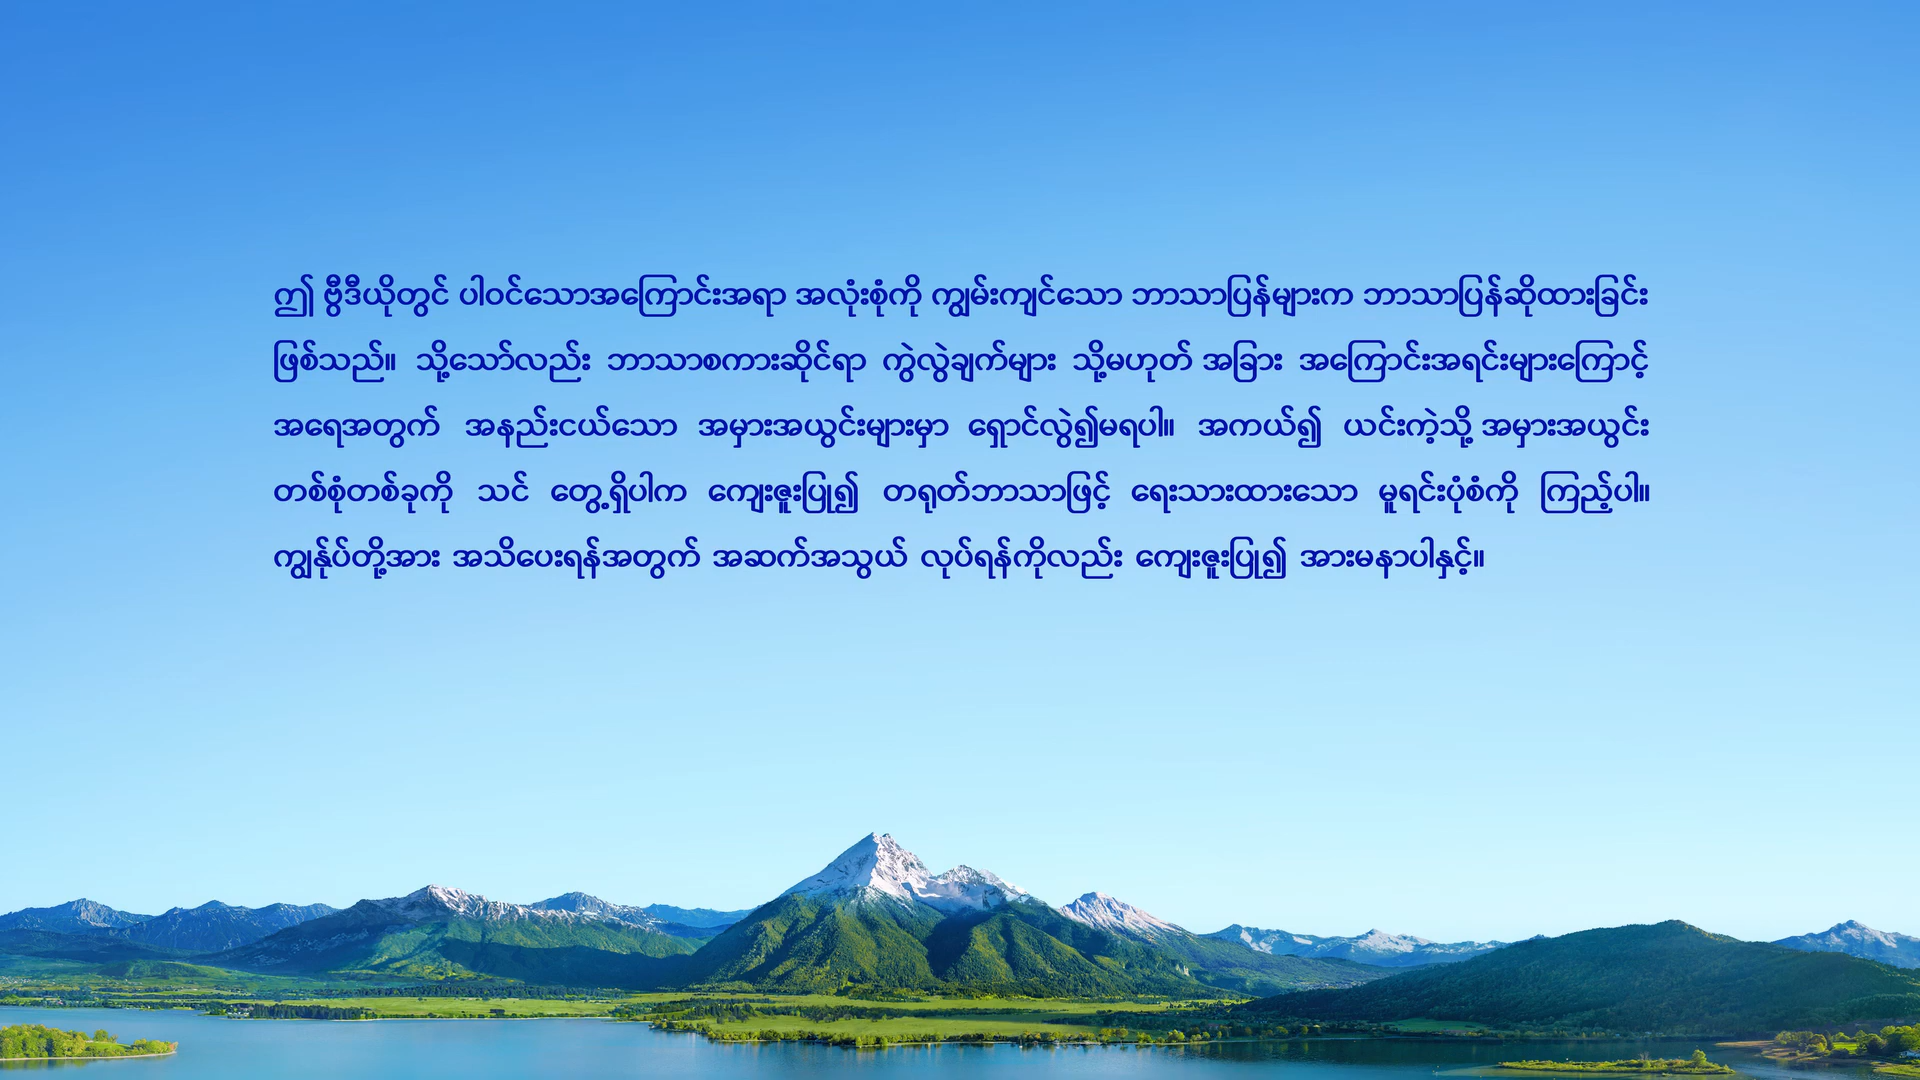 ဤ ဗွီဒီယိုတွင် ပါဝင်သောအကြောင်းအရာ အလုံးစုံကို ကျွမ်းကျင်သော ဘာသာပြန်များက ဘာသာပြန်ဆိုထားခြင်း
ဖြစ်သည်။ သို့သော်လည်း ဘာသာစကားဆိုင်ရာ ကွဲလွဲချက်များ သို့မဟုတ် အခြား အကြောင်းအရင်းများကြောင့်
အရေအတွက် အနည်းငယ်သော အမှားအယွင်းများမှာ ရှောင်လွဲ၍မရပါ။ အကယ်၍ ယင်းကဲ့သို့ အမှားအယွင်း
တစ်စုံတစ်ခုကို သင် တွေ့ရှိပါက ကျေးဇူးပြု၍ တရုတ်ဘာသာဖြင့် ရေးသားထားသော မူရင်းပုံစံကို ကြည့်ပါ။
ကျွန်ုပ်တို့အား အသိပေးရန်အတွက် အဆက်အသွယ် လုပ်ရန်ကိုလည်း ကျေးဇူးပြု၍ အားမနာပါနှင့်။